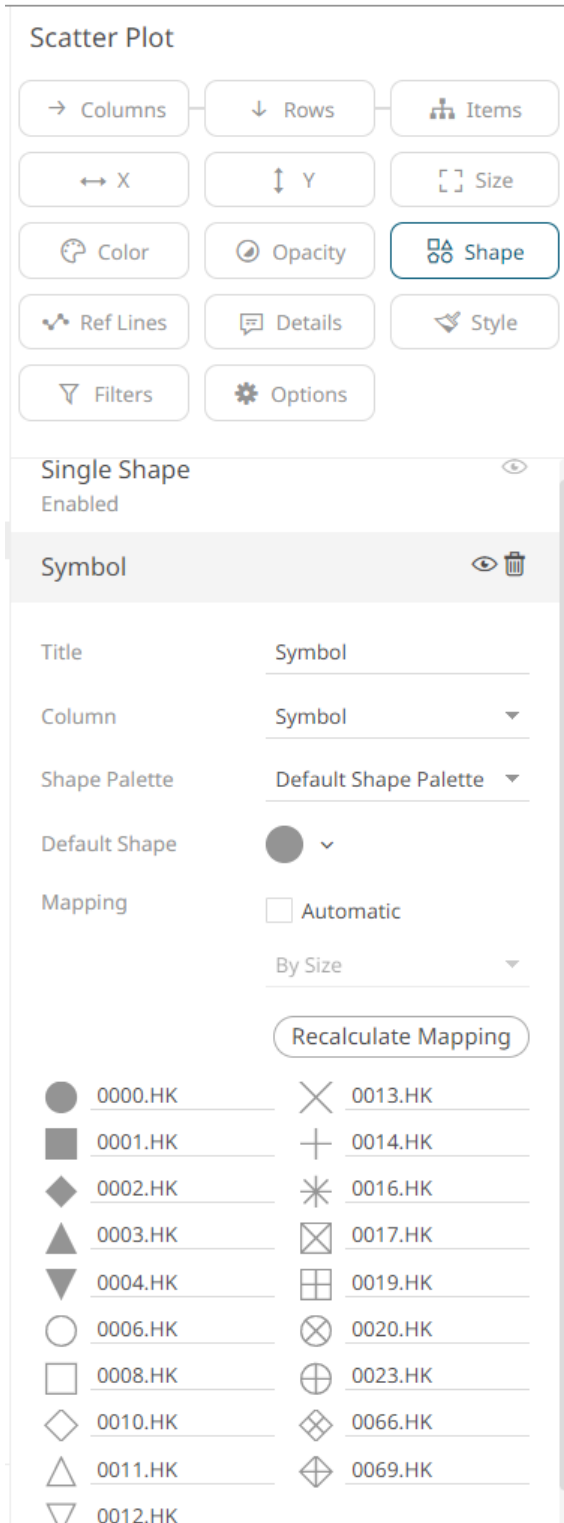 Scatter Plot
Columns Rows Items
X Y Size
Color Opacity Shape
Ref Lines Details Style
Filters Options
Single Shape
Enabled
Symbol
Title Symbol
Column Symbol
Shape Palette Default Shape Palette
Default Shape
Mapping Automatic
By Size
Recalculate Mapping
0000.HK 0013.HK
0001.HK 0014.HK
0002.HK 0016.HK
0003.HK 0017.HK
0004.HK 0019.HK
0006.HK 0020.HK
0008.HK 0023.HK
0010.HK 0066.HK
0011.HK 0069.HK
0012.HK